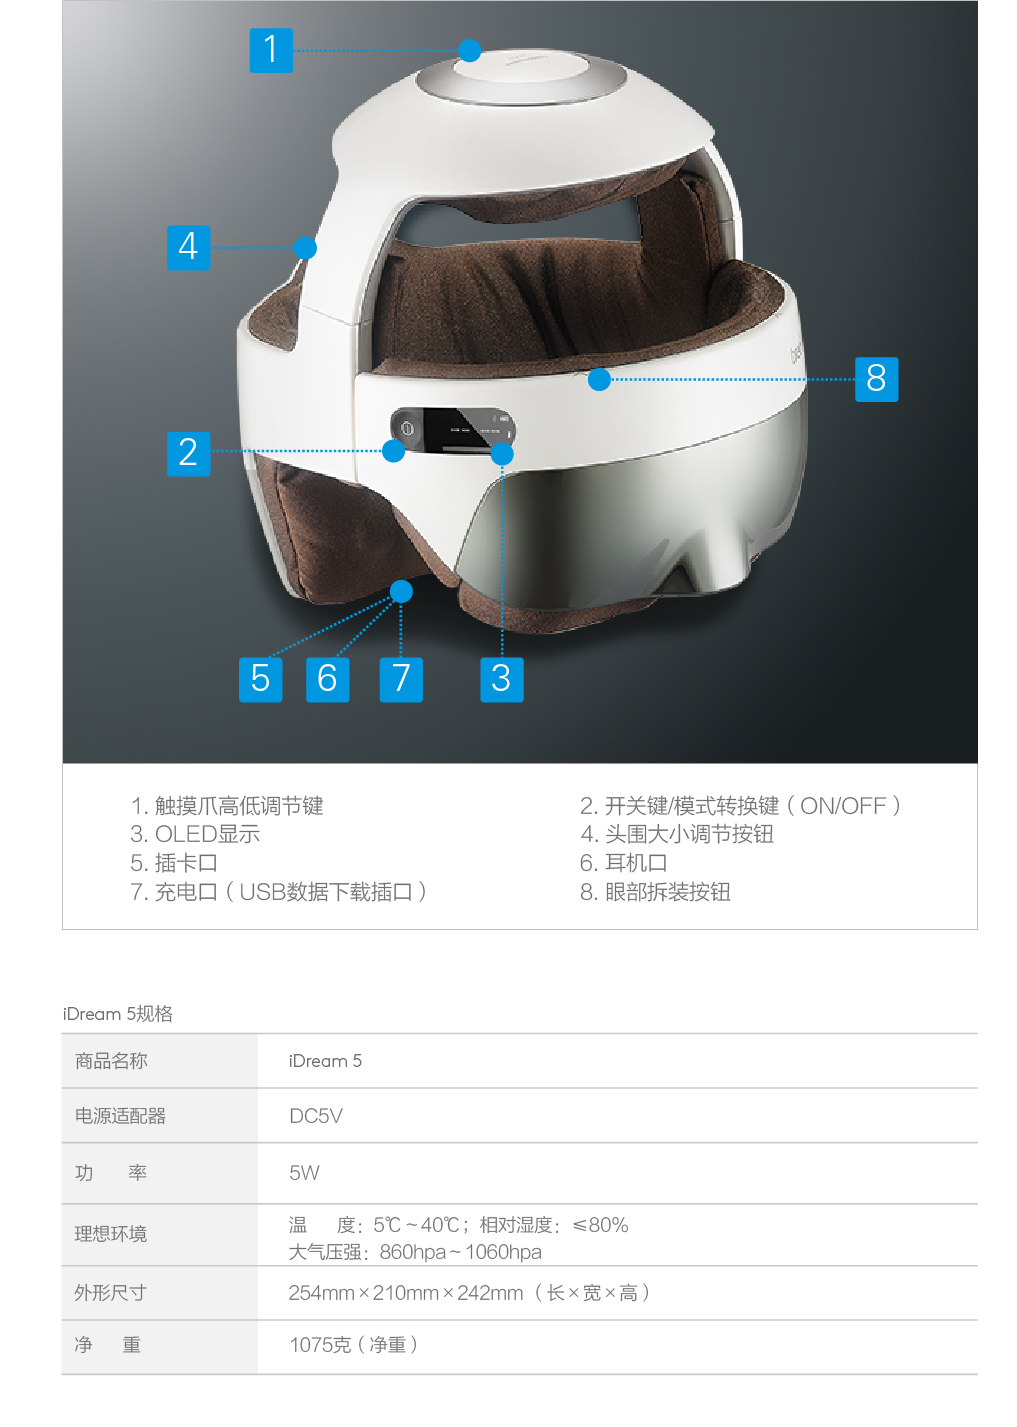 1
4
8
2
5
6
7
3
1. 触摸爪高低调节键
2. 开关键/模式转换键（ON/OFF）
3. OLED显示
4. 头围大小调节按钮
5. 插卡口
6. 耳机口
7. 充电口（USB数据下载插口）
8. 眼部拆装按钮
iDream 5规格
商品名称 iDream 5
电源适配器 DC5V
功 率 5W
理想环境 温 度：5℃~40℃；相对湿度：≤80%
大气压强：860hpa~1060hpa
外形尺寸 254mm×210mm×242mm（长×宽×高）
净 重 1075克（净重）